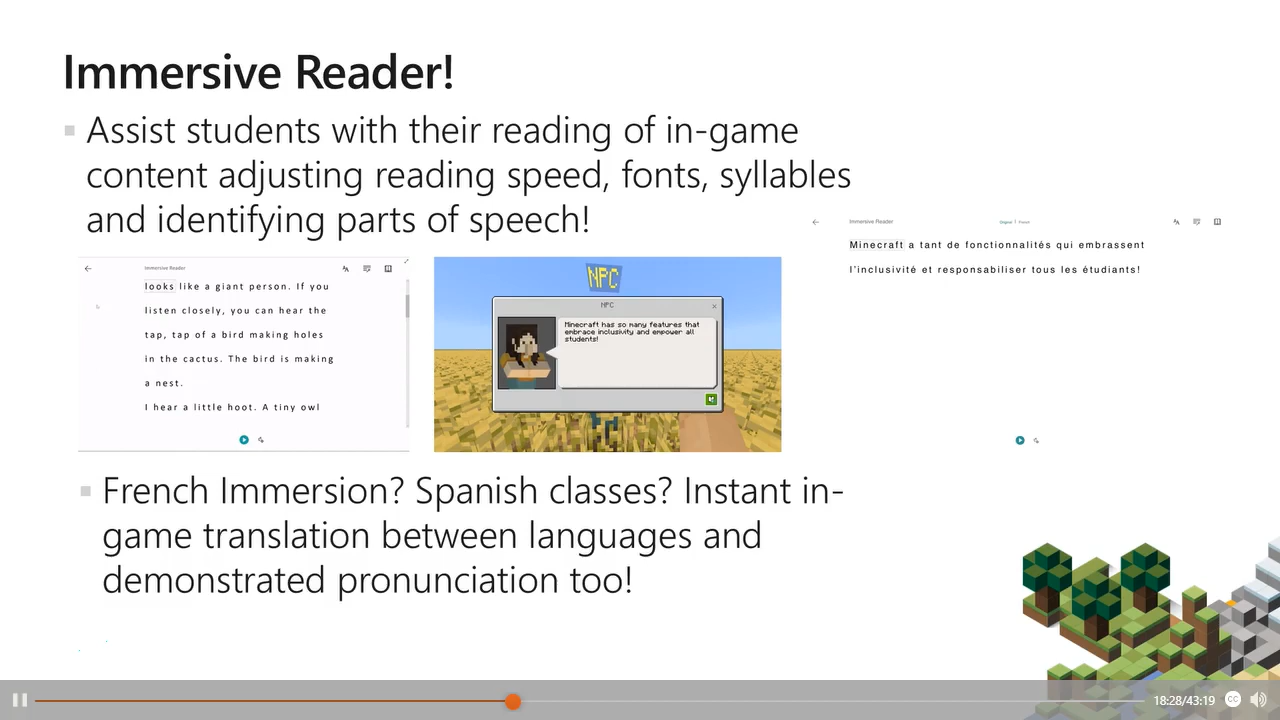 Immersive Reader!
Assist students with their reading of in-game
content adjusting reading speed, fonts, syllables
and identifying parts of speech!
Immersive Reader
looks like a giant person. If you
listen closely, you can hear the
tap, tap of a bird making holes
in the cactus. The bird is making
a nest.
I hear a little hoot. A tiny owl
NPC
NPC
Minecraft has so many features that
embrace inclusivity and empower all
students!
Immersive Reader
Original | French
Minecraft a tant de fonctionnalités qui embrassent
l'inclusivité et responsabiliser tous les étudiants!
French Immersion? Spanish classes? Instant in-
game translation between languages and
demonstrated pronunciation too!
18:28/43:19
CC